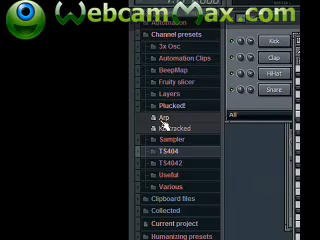 WebcamMax.com
Automation
Channel presets
3x Osc
Automation Clips
BeepMap
Fruity slicer
Layers
Plucked!
Arp
Sampler
TS404
TS4042
Useful
Various
Clipboard files
Collected
Current project
Humanizing presets
Kick
Clap
HiHat
Snare
All